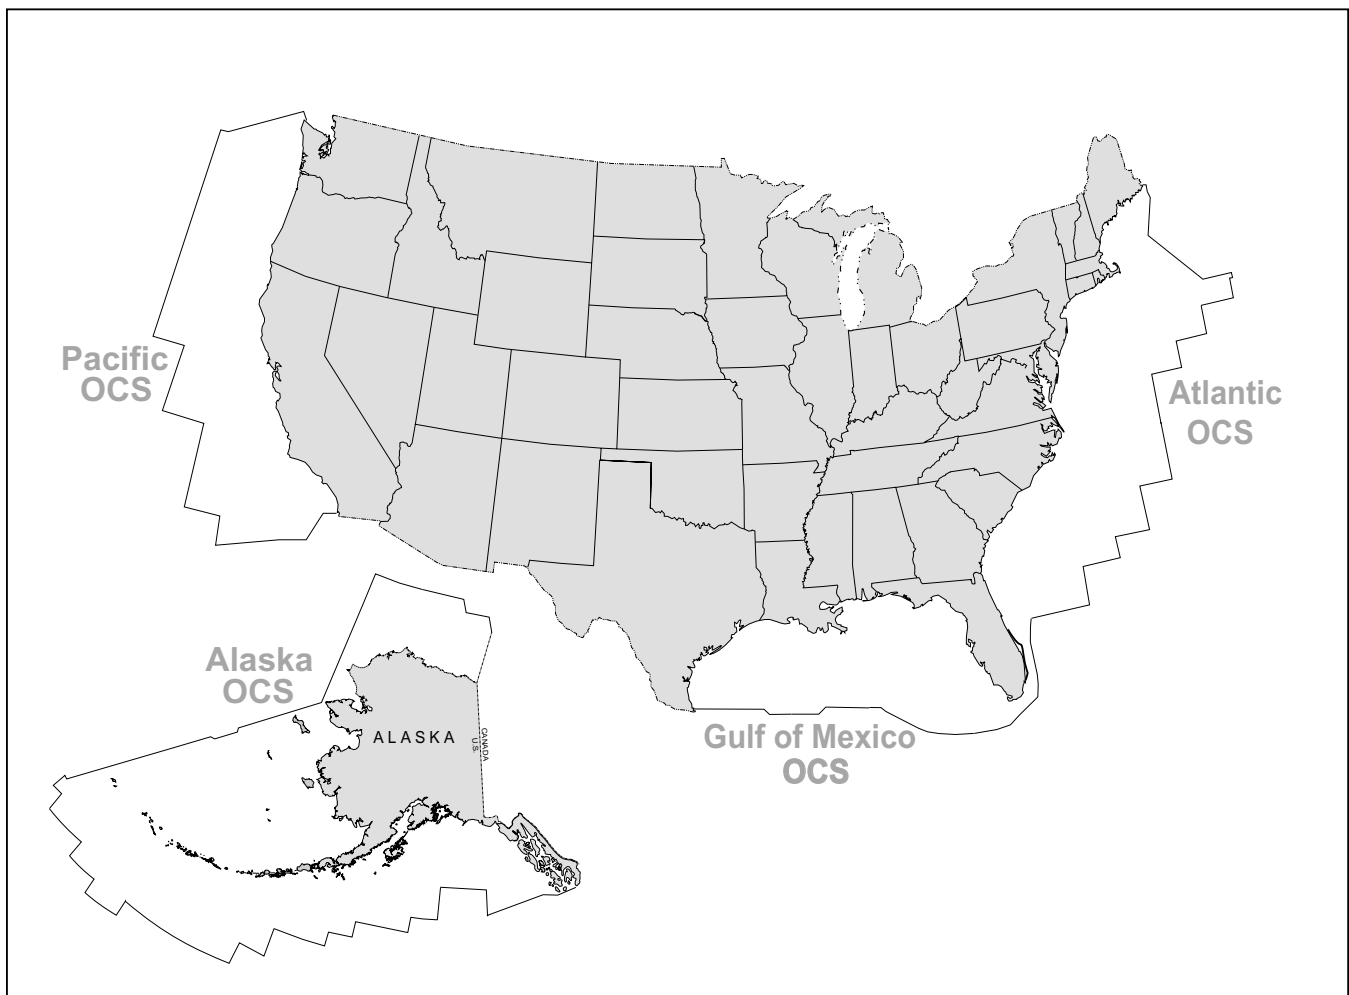 Pacific
OCS
Atlantic
OCS
Alaska
OCS
ALASKA
CANADA
U.S.
Gulf of Mexico
OCS